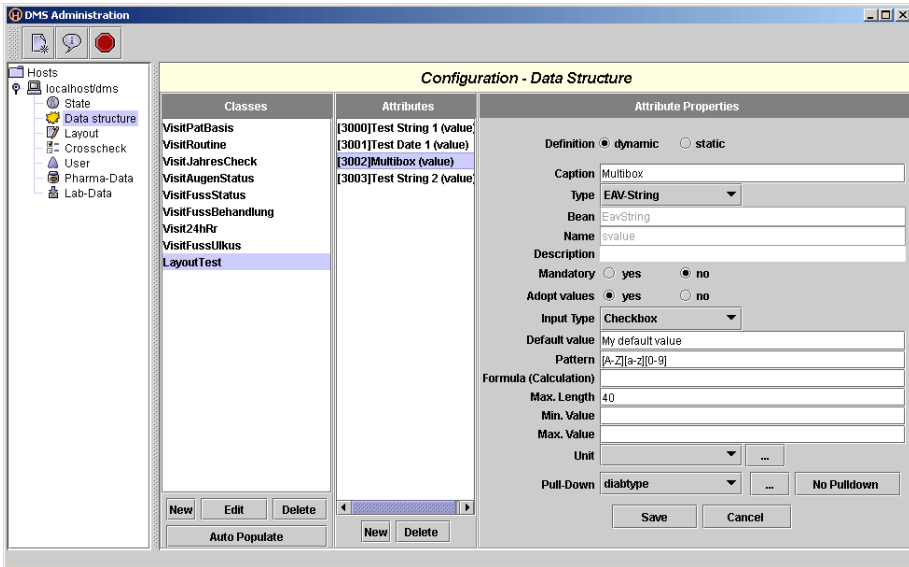 DMS Administration
Hosts
localhost/dms
State
Data structure
Layout
Crosscheck
User
Pharma-Data
Lab-Data
Configuration - Data Structure
Classes
VisitPatBasis
VisitRoutine
VisitJahresCheck
VisitAugenStatus
VisitFussStatus
VisitFussBehandlung
Visit24hRr
VisitFussUlkus
LayoutTest
New Edit Delete
Auto Populate
Attributes
[3000]Test String 1 (value)
[3001]Test Date 1 (value)
[3002]Multibox (value)
[3003]Test String 2 (value)
New Delete
Attribute Properties
Definition dynamic static
Caption Multibox
Type EAV-String
Bean EavString
Name svalue
Description
Mandatory yes no
Adopt values yes no
Input Type Checkbox
Default value My default value
Pattern [A-Z][a-z][0-9]
Formula (Calculation)
Max. Length 40
Min. Value
Max. Value
Unit ...
Pull-Down diabtype ... No Pulldown
Save Cancel